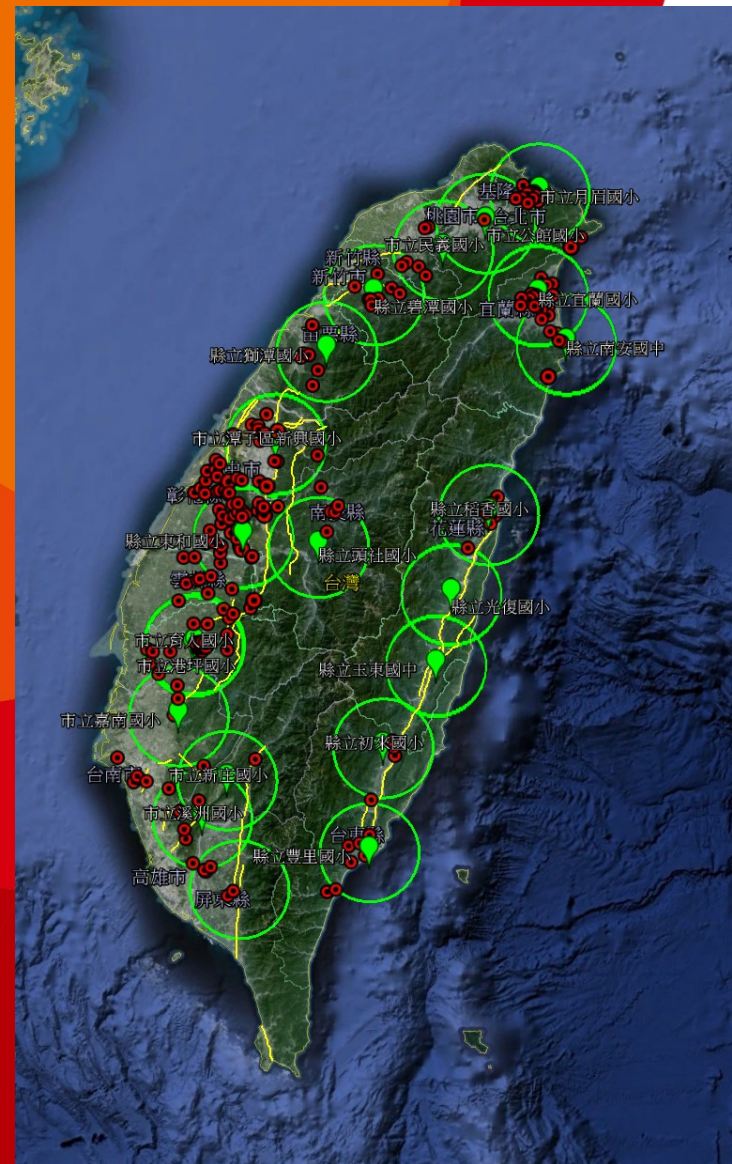 基隆
市立月眉國小
桃園市
台北市
市立公館國小
市立民義國小
新竹縣
新竹市
縣立碧潭國小
宜蘭縣
縣立宜蘭國小
苗栗縣
縣立獅潭國小
縣立南安國中
市立潭子區新興國小
中市
彰化縣
南投縣
縣立稻香國小
花蓮縣
縣立東和國小
縣立頭社國小
雲林縣
台灣
縣立光復國小
市立育人國小
市立港坪國小
縣立玉東國中
市立嘉南國小
縣立初來國小
台南市
市立新庄國小
市立溪洲國小
台東縣
縣立豐里國小
高雄市
屏東縣